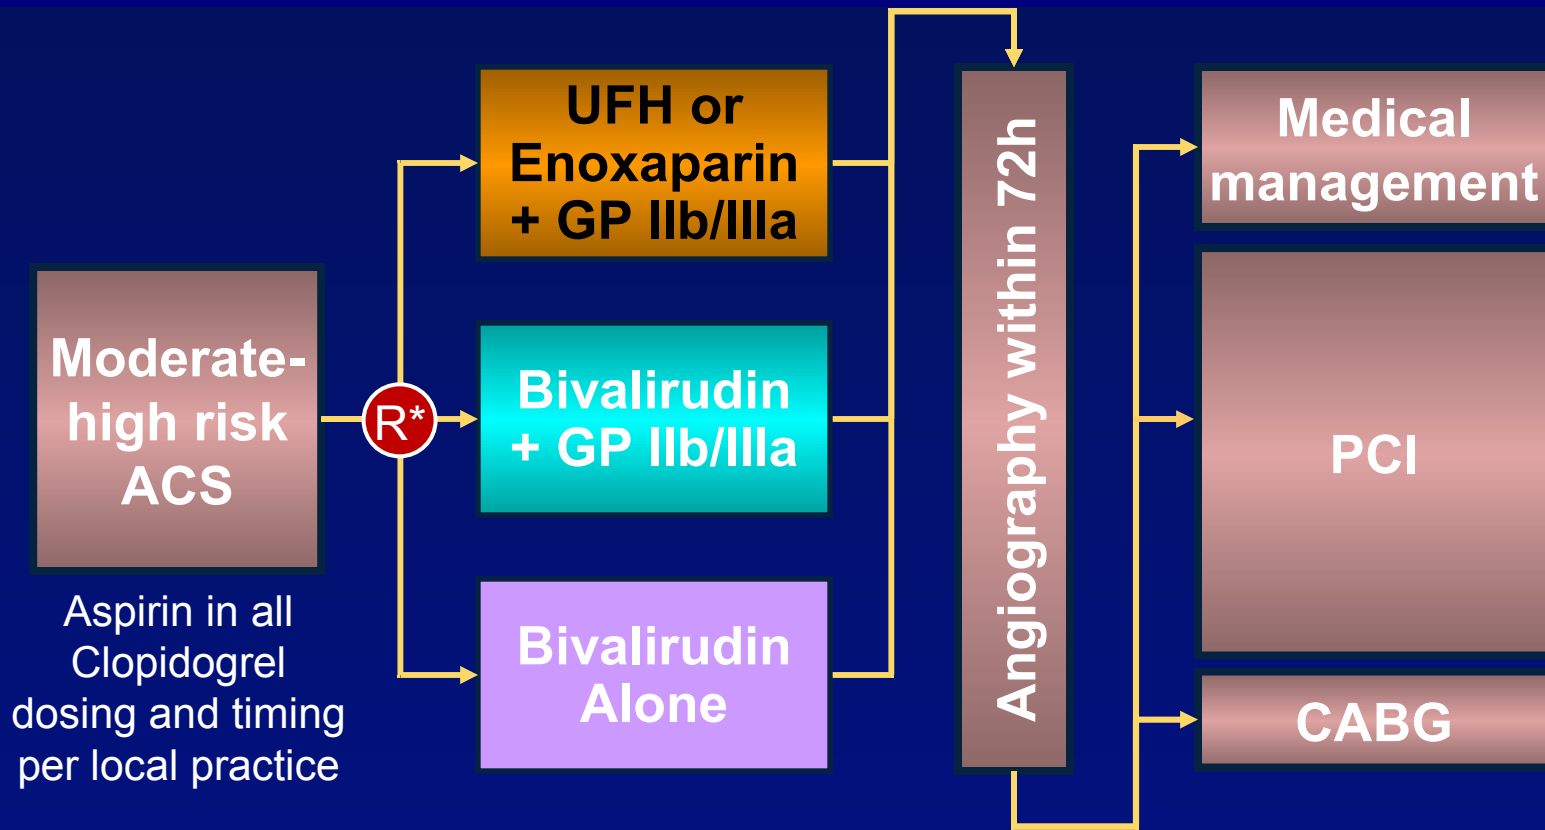 Moderate-
high risk
ACS
Aspirin in all
Clopidogrel
dosing and timing
per local practice
R*
UFH or
Enoxaparin
+ GP IIb/IIIa
Bivalirudin
+ GP IIb/IIIa
Bivalirudin
Alone
Angiography within 72h
Medical
management
PCI
CABG